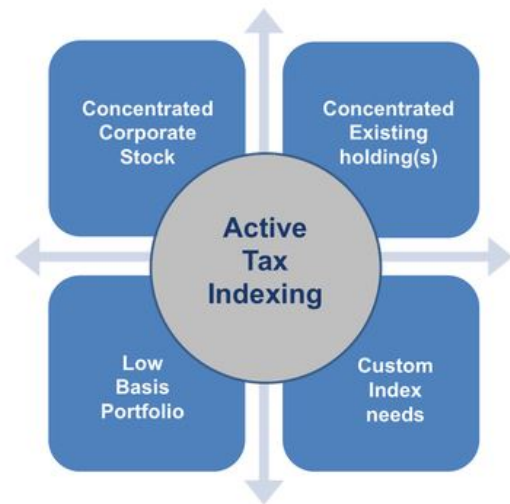 Concentrated
Corporate
Stock
Concentrated
Existing
holding(s)
Active
Tax
Indexing
Low
Basis
Portfolio
Custom
Index
needs